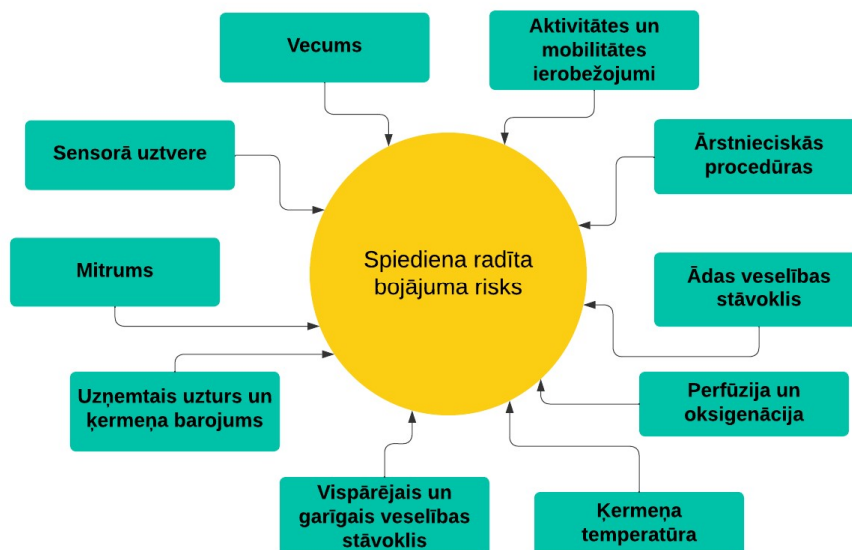 Vecums
Aktivitātes un
mobilitātes
ierobežojumi
Sensorā uztvere
Ārstnieciskās
procedūras
Spiediena radīta
bojājuma risks
Mitrums
Ādas veselības
stāvoklis
Uzņemtais uzturs un
ķermeņa barojums
Perfūzija un
oksigenācija
Vispārējais un
garīgais veselības
stāvoklis
Ķermeņa
temperatūra